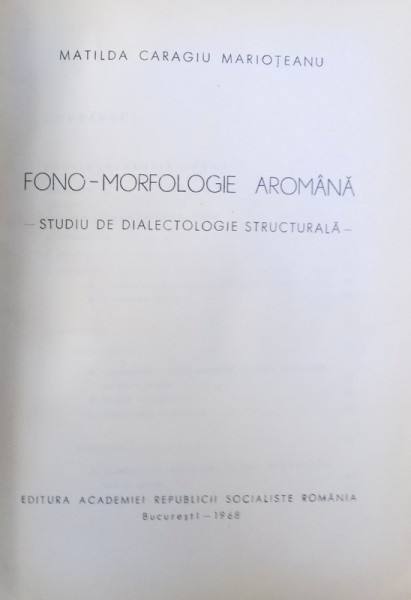 MATILDA CARAGIU MARIOȚEANU
FONO-MORFOLOGIE AROMÂNĂ
— STUDIU DE DIALECTOLOGIE STRUCTURALĂ —
EDITURA ACADEMIEI REPUBLICII SOCIALISTE ROMÂNIA
București — 1968